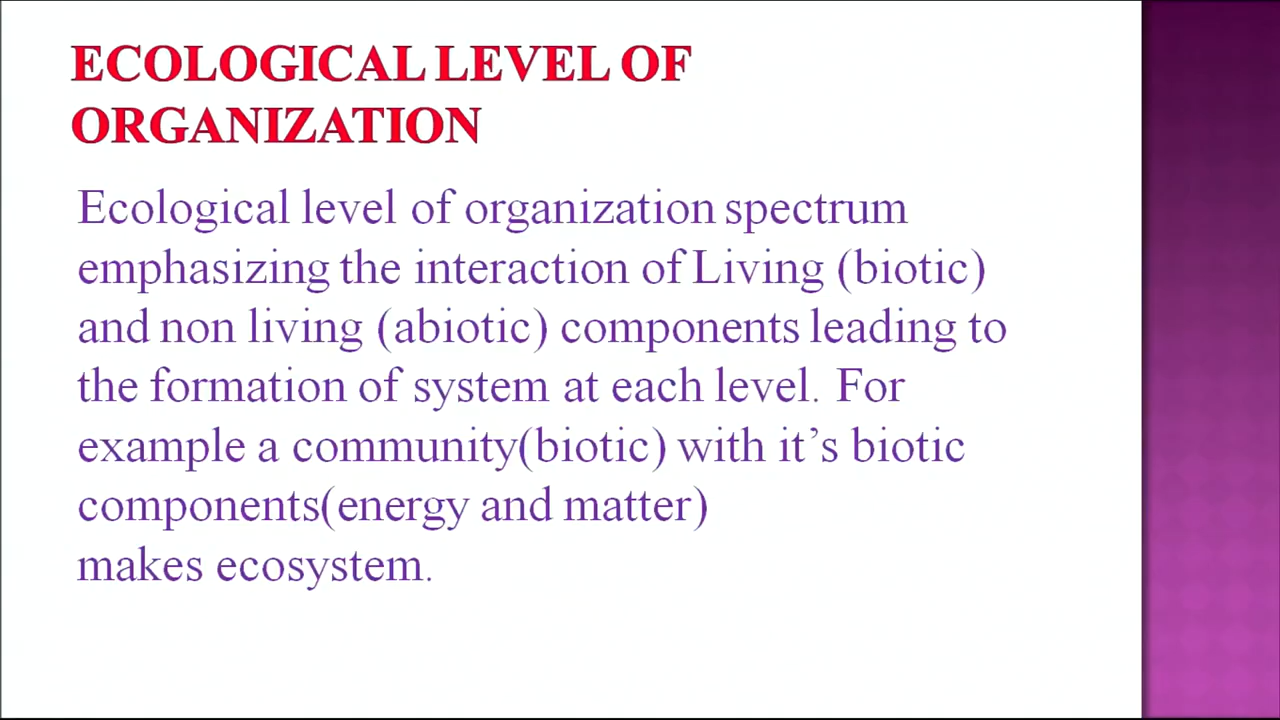 ECOLOGICAL LEVEL OF
ORGANIZATION
Ecological level of organization spectrum
emphasizing the interaction of Living (biotic)
and non living (abiotic) components leading to
the formation of system at each level. For
example a community(biotic) with it’s biotic
components(energy and matter)
makes ecosystem.